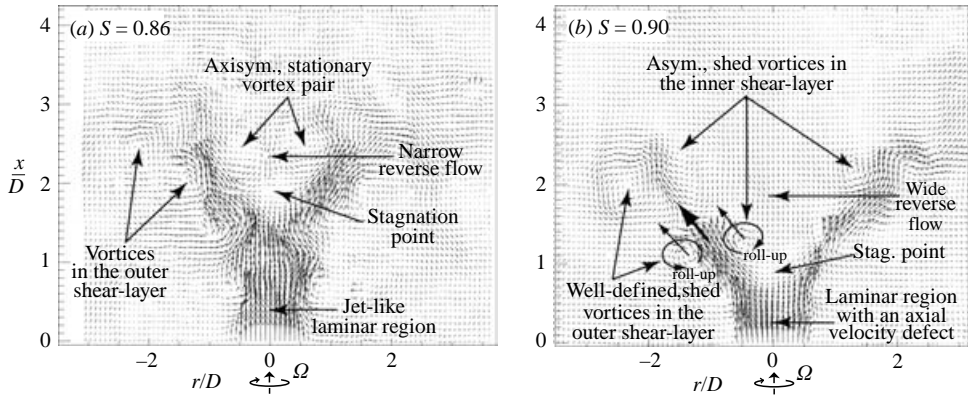 (a) S = 0.86
Axisym., stationary
vortex pair
Narrow
reverse flow
Stagnation
point
Vortices
in the outer
shear-layer
Jet-like
laminar region
x
D
4
3
2
1
0
−2
0
2
r/D
Ω
(b) S = 0.90
Asym., shed vortices in
the inner shear-layer
Wide
reverse
flow
Stag. point
roll-up
roll-up
Well-defined,shed
vortices in the
outer shear-layer
Laminar region
with an axial
velocity defect
4
3
2
1
0
−2
0
2
r/D
Ω